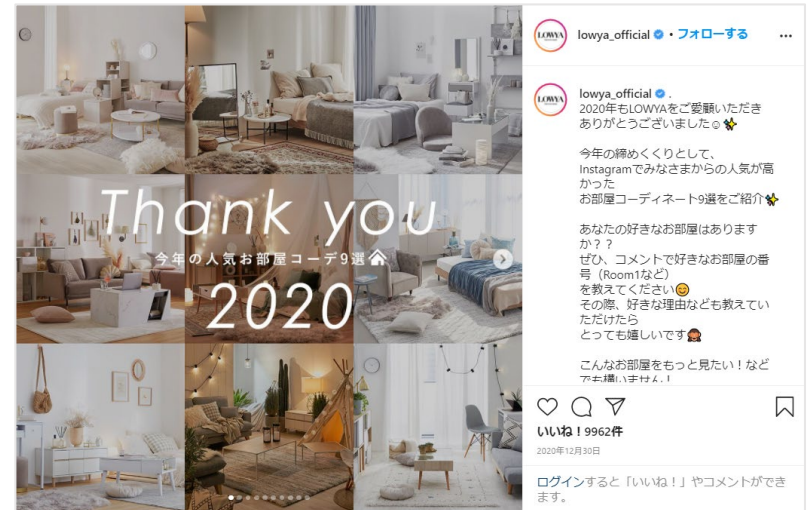 Thank you
今年の人気お部屋コーデ9選
2020
LOWYA
lowya_official • フォローする
LOWYA
lowya_official .
2020年もLOWYAをご愛顧いただき
ありがとうございました☺✨
今年の締めくくりとして、
Instagramでみなさまからの人気が高
かった
お部屋コーディネート9選をご紹介✨
あなたの好きなお部屋はあります
か？？
ぜひ、コメントで好きなお部屋の番
号（Room1など）
を教えてください😊
その際、好きな理由なども教えてい
ただけたら
とっても嬉しいです🙈
こんなお部屋をもっと見たい！など
でも構いません！
いいね！9962件
2020年12月30日
ログインすると「いいね！」やコメントができ
ます。